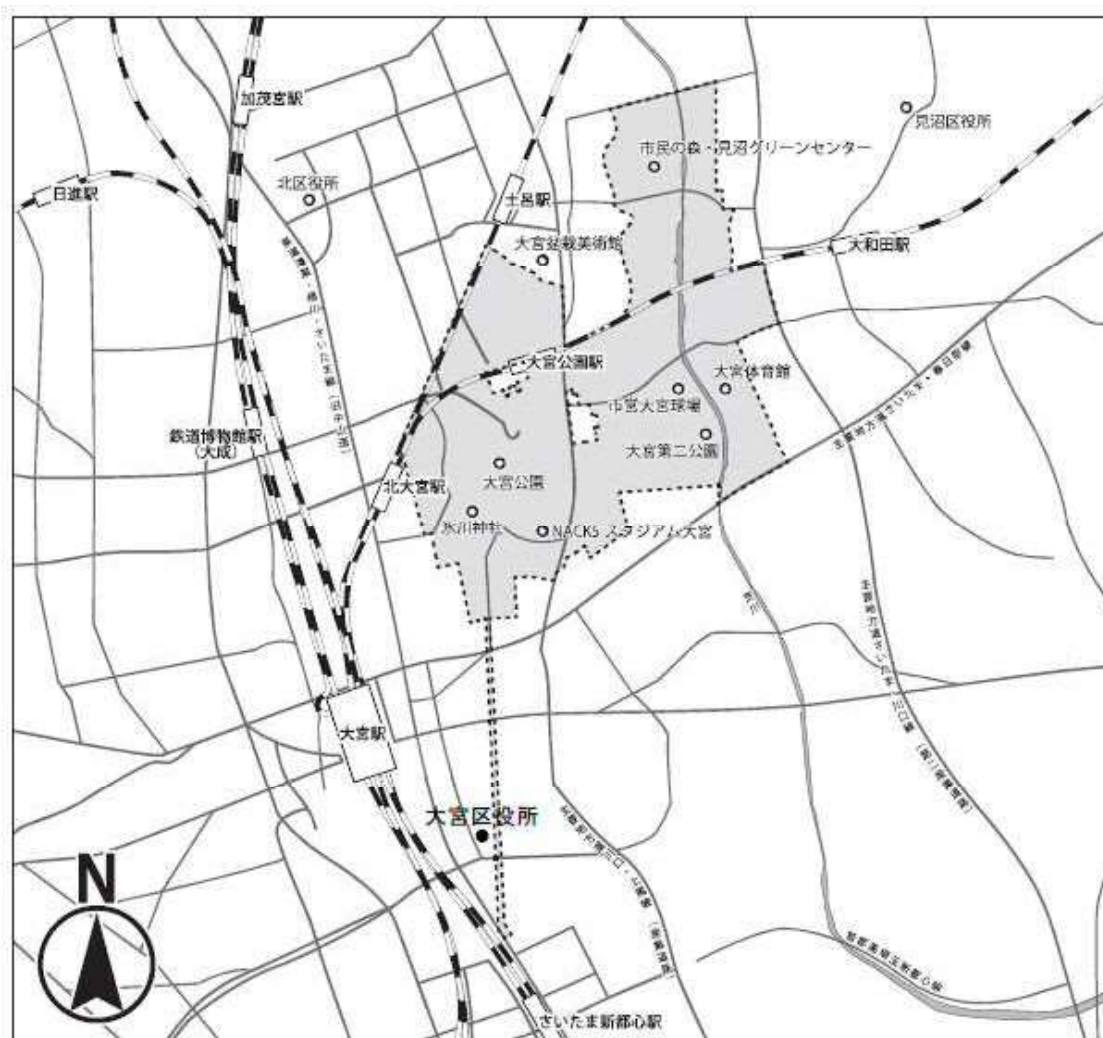 加茂宮駅
見沼区役所
市民の森・見沼グリーンセンター
日進駅
北区役所
土呂駅
大宮盆栽美術館
大和田駅
大宮公園駅
大宮体育館
市営大宮球場
鉄道博物館駅
(大成)
大宮第二公園
北大宮駅
大宮公園
氷川神社
NACK5 スタジアム大宮
大宮駅
大宮区役所
N
さいたま新都心駅